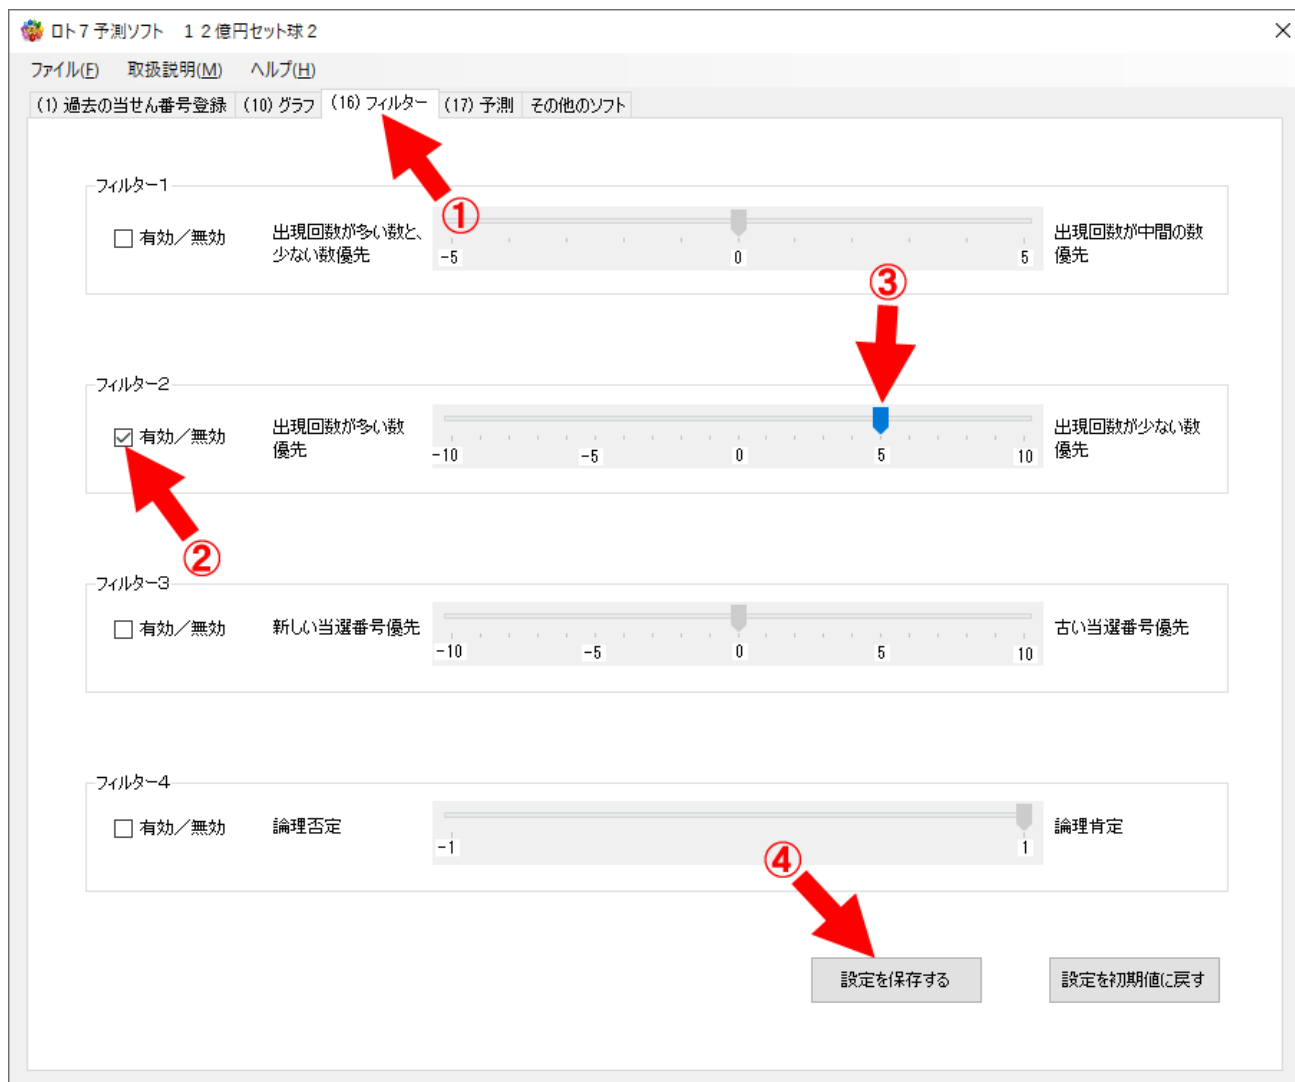 ロト７予測ソフト　１２億円セット球２
ファイル(F)　取扱説明(M)　ヘルプ(H)
(1) 過去の当せん番号登録　(10) グラフ　(16) フィルター　(17) 予測　その他のソフト
①
フィルター1
有効／無効
出現回数が多い数と、
少ない数優先
-5　0　5
出現回数が中間の数
優先
③
フィルター2
有効／無効
出現回数が多い数
優先
-10　-5　0　5　10
出現回数が少ない数
優先
②
フィルター3
有効／無効
新しい当選番号優先
-10　-5　0　5　10
古い当選番号優先
フィルター4
有効／無効
論理否定
-1　1
論理肯定
④
設定を保存する　設定を初期値に戻す